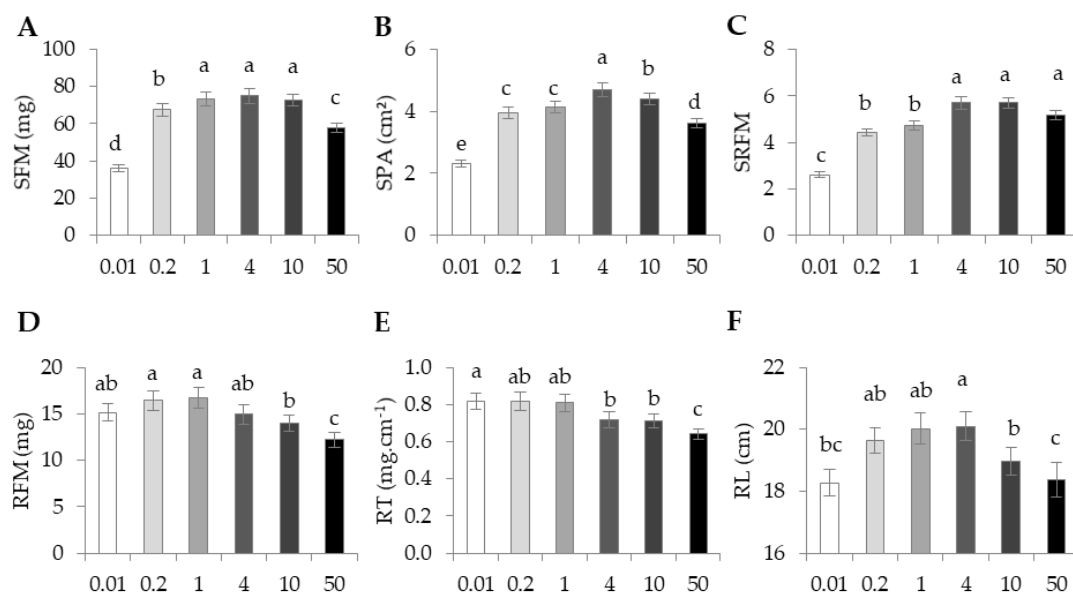 A
SFM (mg)
100
80
60
40
20
0
d
b
a
a
a
c
0.01 0.2 1 4 10 50
B
SPA (cm²)
6
4
2
0
e
c
c
a
b
d
0.01 0.2 1 4 10 50
C
SRFM
8
6
4
2
0
c
b
b
a
a
a
0.01 0.2 1 4 10 50
D
RFM (mg)
20
15
10
5
0
ab
a
a
ab
b
c
0.01 0.2 1 4 10 50
E
RT (mg.cm⁻¹)
1.0
0.8
0.6
0.4
0.2
0.0
a
ab
ab
b
b
c
0.01 0.2 1 4 10 50
F
RL (cm)
22
20
18
16
bc
ab
ab
a
b
c
0.01 0.2 1 4 10 50